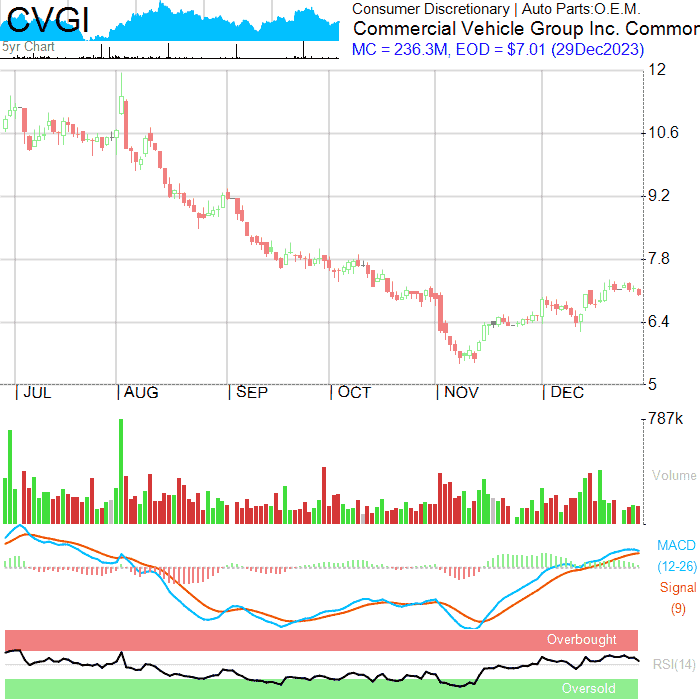 CVGI
5yr Chart
Consumer Discretionary | Auto Parts:O.E.M.
Commercial Vehicle Group Inc. Common
MC = 236.3M, EOD = $7.01 (29Dec2023)
12
10.6
9.2
7.8
6.4
5
JUL AUG SEP OCT NOV DEC
787k
Volume
MACD
(12-26)
Signal
(9)
Overbought
RSI(14)
Oversold